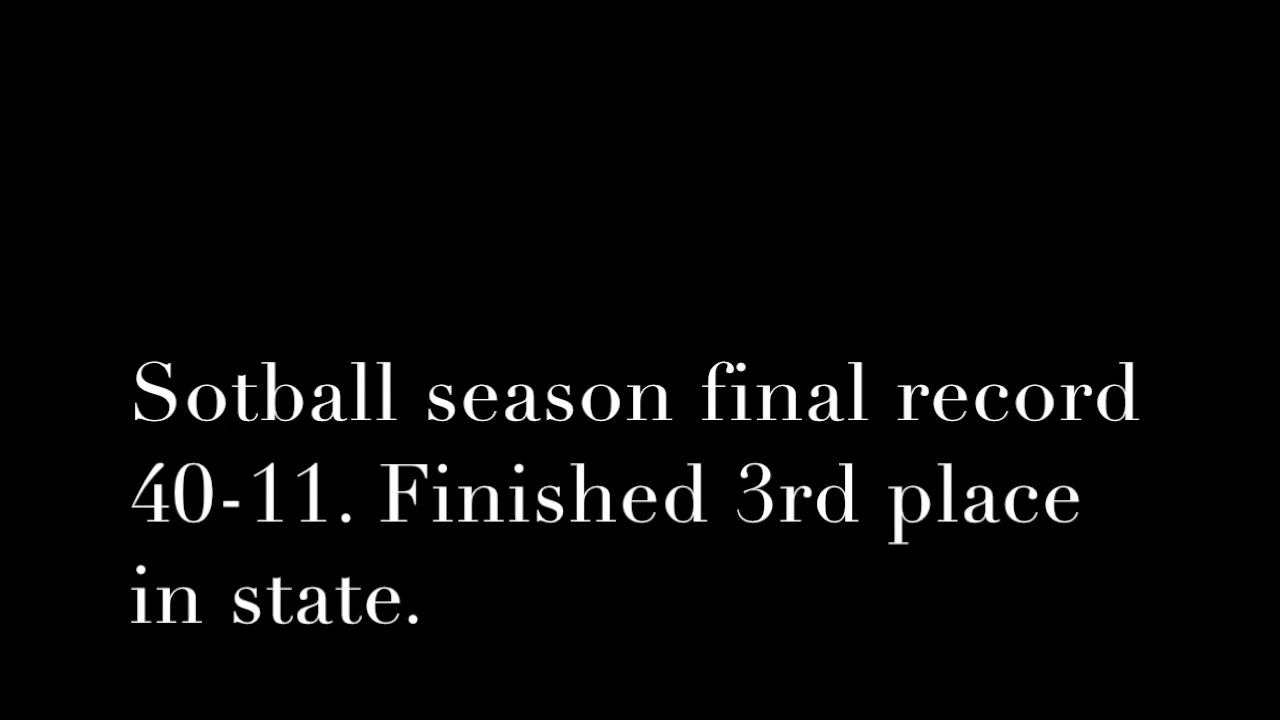 Sotball season final record
40-11. Finished 3rd place
in state.